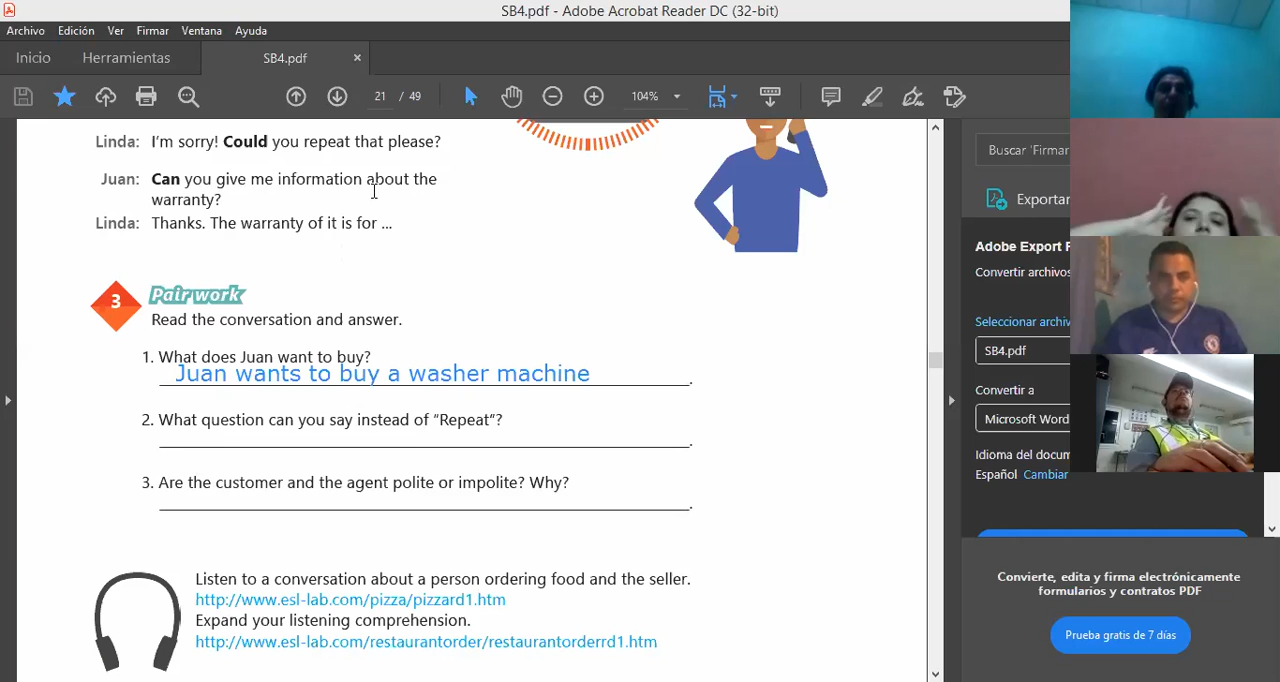 SB4.pdf - Adobe Acrobat Reader DC (32-bit)
Archivo Edición Ver Firmar Ventana Ayuda
Inicio Herramientas SB4.pdf ×
21 / 49 104%
Linda: I'm sorry! Could you repeat that please?
Juan: Can you give me information about the
warranty?
Linda: Thanks. The warranty of it is for ...
3 Pair work
Read the conversation and answer.
1. What does Juan want to buy?
Juan wants to buy a washer machine
2. What question can you say instead of “Repeat”?
3. Are the customer and the agent polite or impolite? Why?
Listen to a conversation about a person ordering food and the seller.
http://www.esl-lab.com/pizza/pizzard1.htm
Expand your listening comprehension.
http://www.esl-lab.com/restaurantorder/restaurantorderrd1.htm
Buscar 'Firmar
Exportar
Adobe Export
Convertir archivos
Seleccionar archiv
SB4.pdf
Convertir a
Microsoft Word
Idioma del docum
Español Cambiar
Convierte, edita y firma electrónicamente
formularios y contratos PDF
Prueba gratis de 7 días